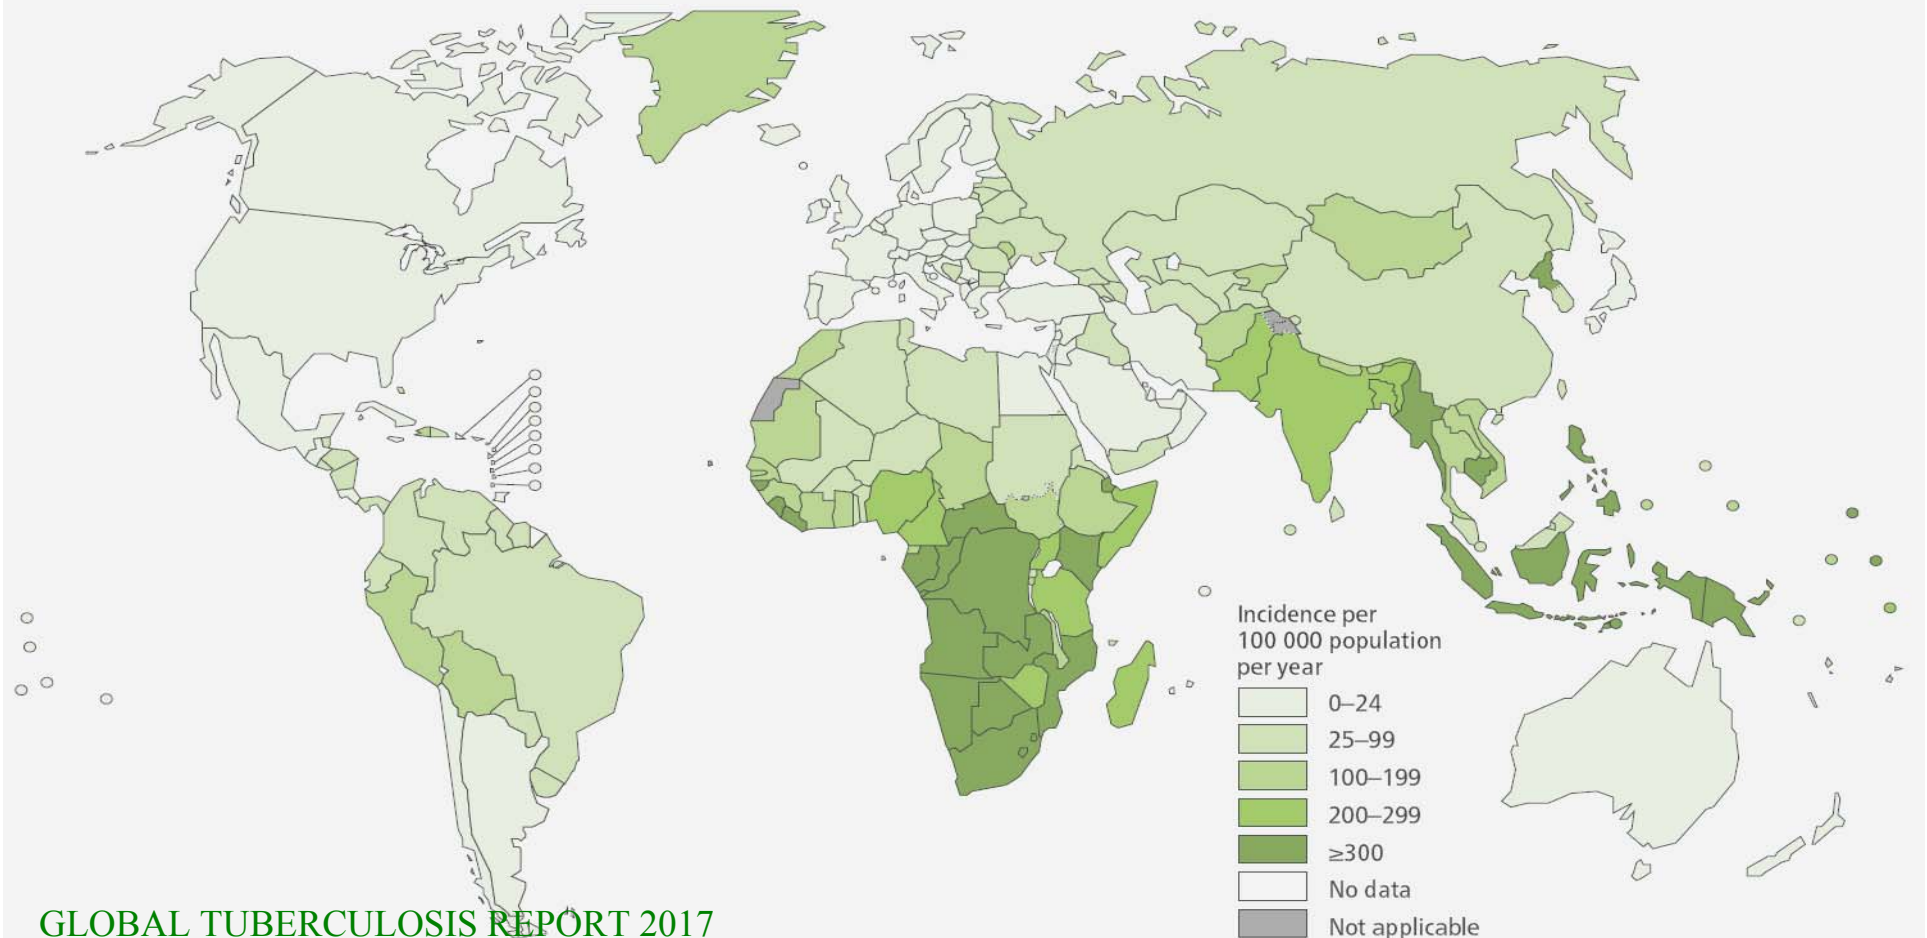 Incidence per
100 000 population
per year
0–24
25–99
100–199
200–299
≥300
No data
Not applicable
GLOBAL TUBERCULOSIS REPORT 2017